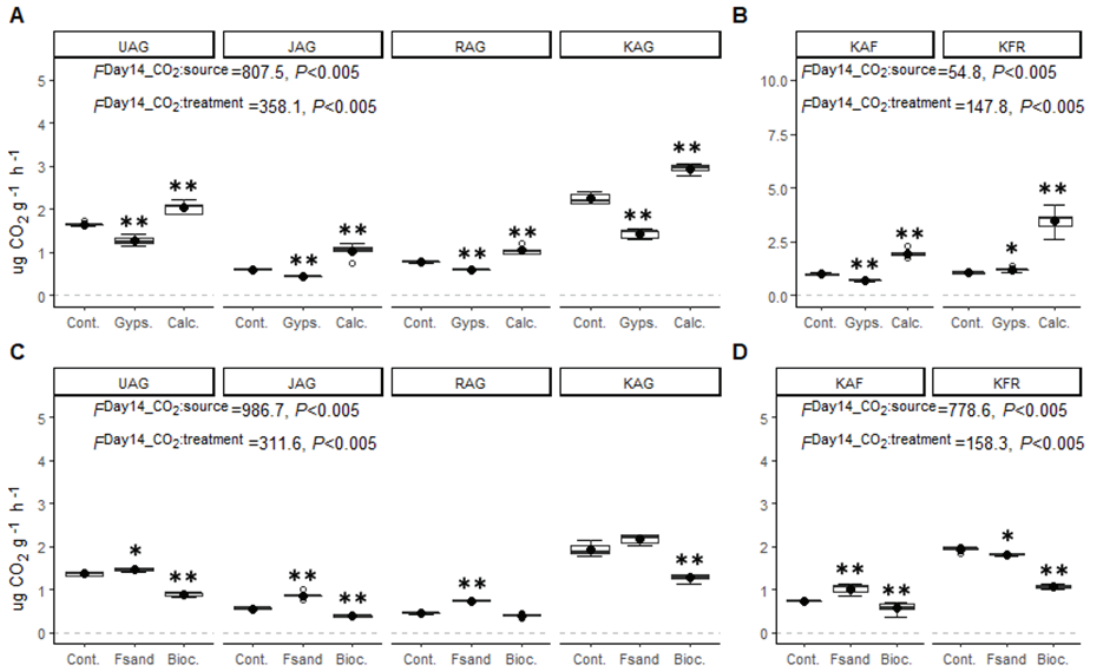 A
B
UAG JAG RAG KAG
KAF KFR
FDay14_CO2:source=807.5, P<0.005
FDay14_CO2:treatment=358.1, P<0.005
FDay14_CO2:source=54.8, P<0.005
FDay14_CO2:treatment=147.8, P<0.005
ug CO2 g-1 h-1
5
4
3
2
1
0
10.0
7.5
5.0
2.5
0.0
** ** ** ** ** ** ** **
** ** * **
Cont. Gyps. Calc. Cont. Gyps. Calc. Cont. Gyps. Calc. Cont. Gyps. Calc.
Cont. Gyps. Calc. Cont. Gyps. Calc.
C
D
UAG JAG RAG KAG
KAF KFR
FDay14_CO2:source=986.7, P<0.005
FDay14_CO2:treatment=311.6, P<0.005
FDay14_CO2:source=778.6, P<0.005
FDay14_CO2:treatment=158.3, P<0.005
ug CO2 g-1 h-1
5
4
3
2
1
0
5
4
3
2
1
0
* ** ** ** ** **
** ** * **
Cont. Fsand Bioc. Cont. Fsand Bioc. Cont. Fsand Bioc. Cont. Fsand Bioc.
Cont. Fsand Bioc. Cont. Fsand Bioc.